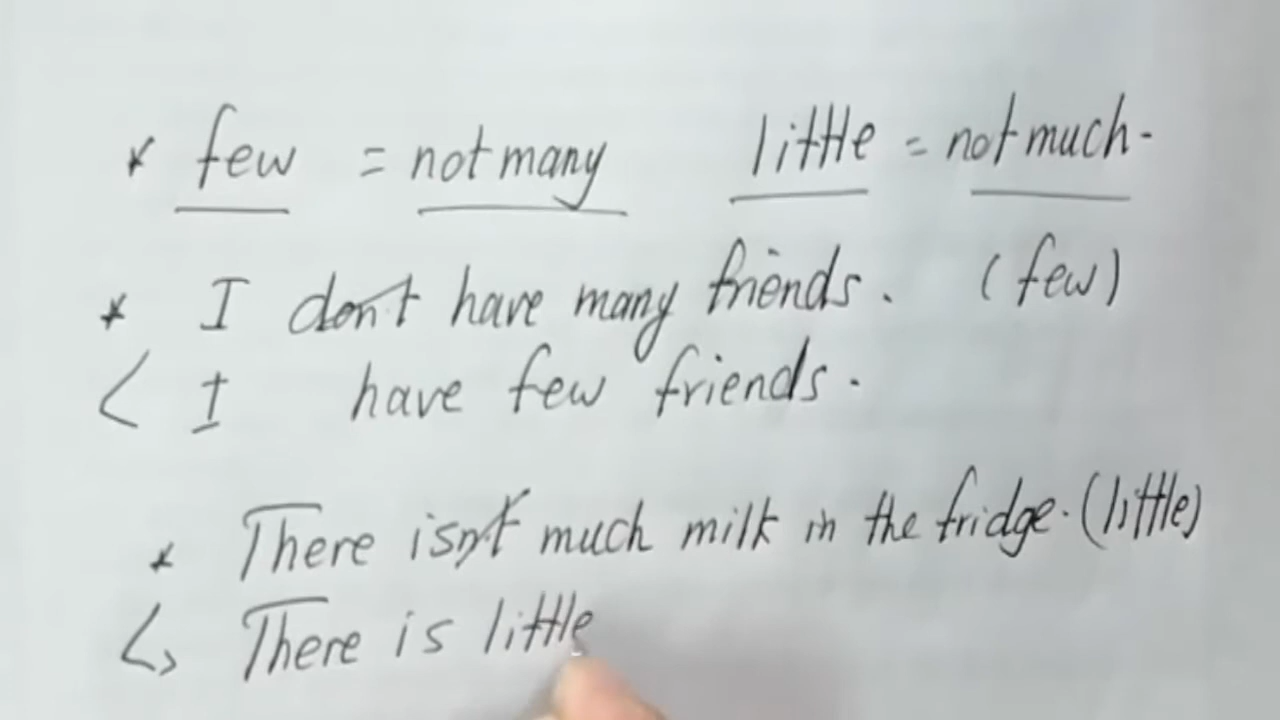 * few = not many little = not much.
* I don't have many friends. (few)
I have few friends.
* There isn't much milk in the fridge. (little)
There is little